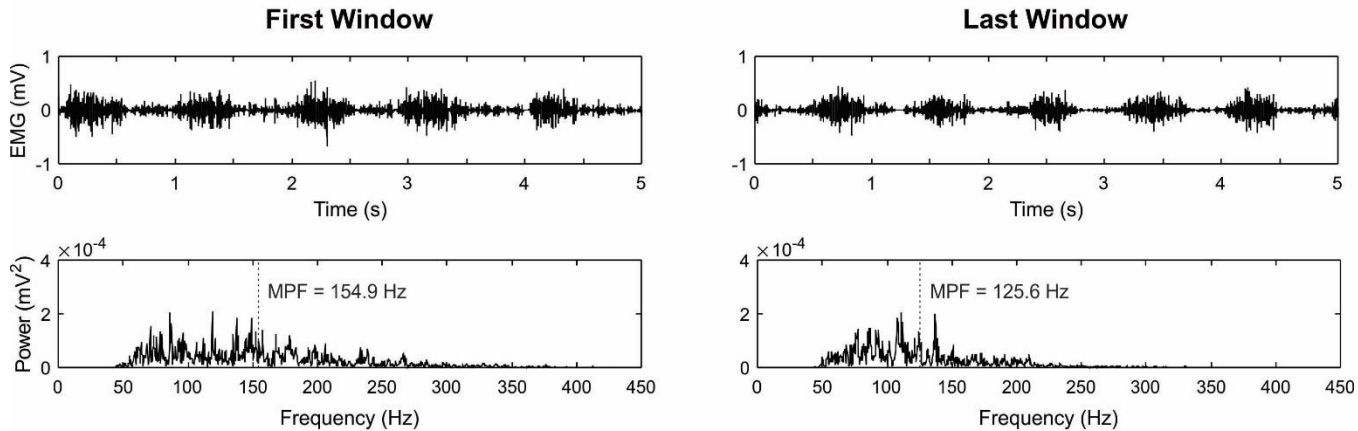 First Window
Last Window
EMG (mV)
1
0
-1
0 1 2 3 4 5
Time (s)
1
0
-1
0 1 2 3 4 5
Time (s)
Power (mV²)
×10⁻⁴
4
2
0
MPF = 154.9 Hz
0 50 100 150 200 250 300 350 400 450
Frequency (Hz)
×10⁻⁴
4
2
0
MPF = 125.6 Hz
0 50 100 150 200 250 300 350 400 450
Frequency (Hz)